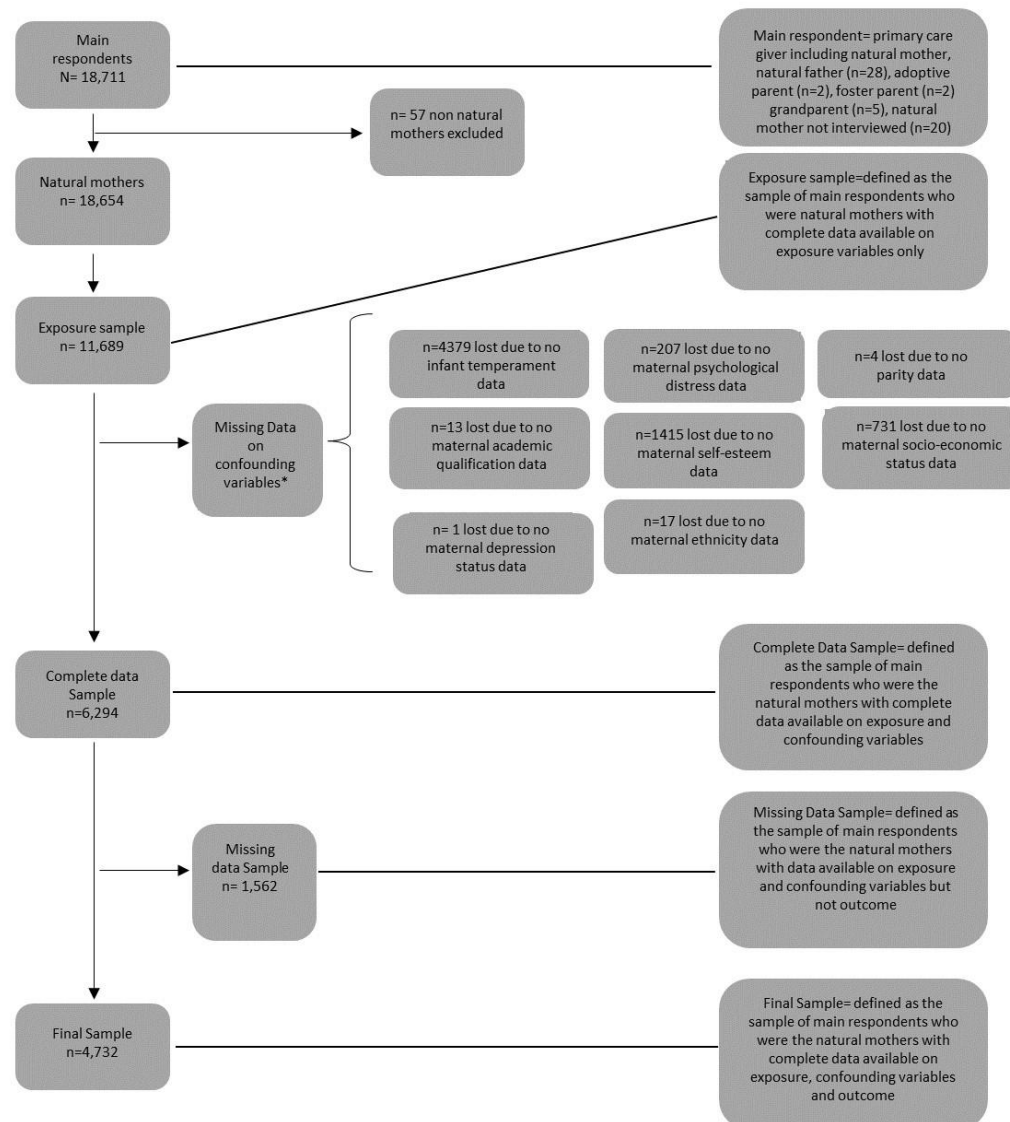 Main
respondents
N= 18,711
Main respondent= primary care
giver including natural mother,
natural father (n=28), adoptive
parent (n=2), foster parent (n=2)
grandparent (n=5), natural
mother not interviewed (n=20)
n= 57 non natural
mothers excluded
Natural mothers
n= 18,654
Exposure sample=defined as the
sample of main respondents who
were natural mothers with
complete data available on
exposure variables only
Exposure sample
n= 11,689
Missing Data
on
confounding
variables*
n=4379 lost due to no
infant temperament
data
n=207 lost due to no
maternal psychological
distress data
n=4 lost due to no
parity data
n=13 lost due to no
maternal academic
qualification data
n=1415 lost due to no
maternal self-esteem
data
n=731 lost due to no
maternal socio-economic
status data
n= 1 lost due to no
maternal depression
status data
n=17 lost due to no
maternal ethnicity data
Complete data
Sample
n=6,294
Complete Data Sample= defined
as the sample of main
respondents who were the
natural mothers with complete
data available on exposure and
confounding variables
Missing
data Sample
n= 1,562
Missing Data Sample= defined as
the sample of main respondents
who were the natural mothers
with data available on exposure
and confounding variables but
not outcome
Final Sample
n=4,732
Final Sample= defined as the
sample of main respondents who
were the natural mothers with
complete data available on
exposure, confounding variables
and outcome